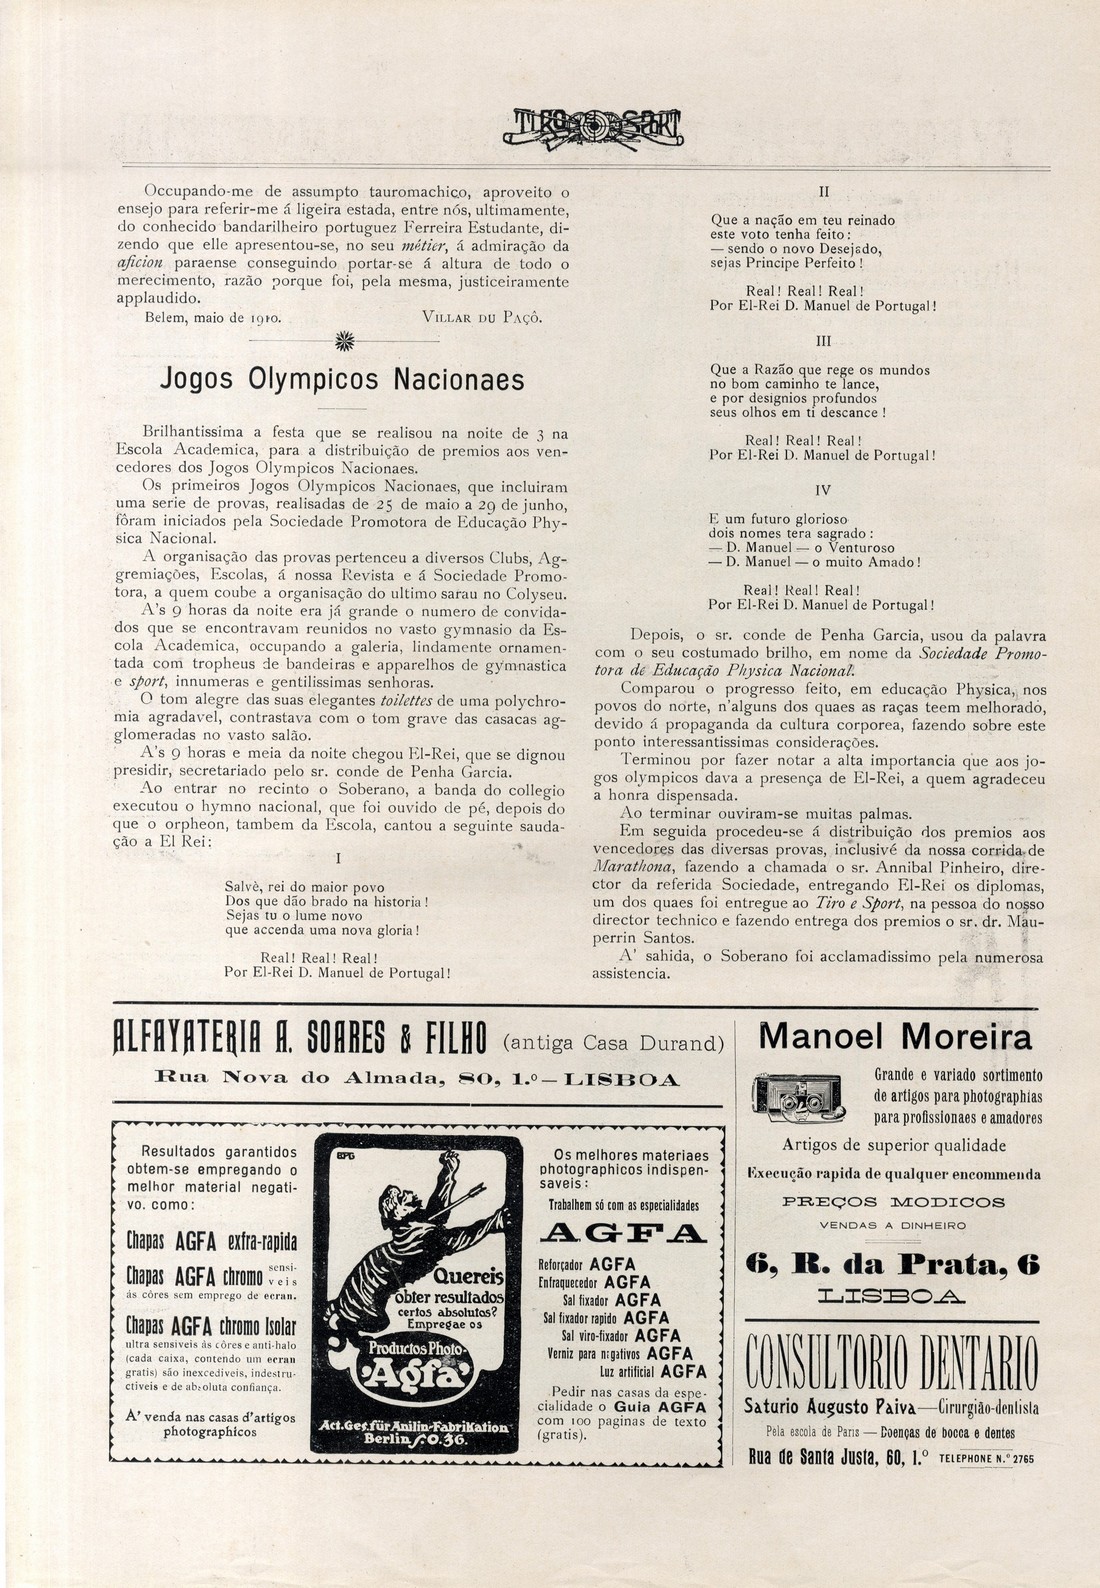 TIRO SPORT
Occupando-me de assumpto tauromachico, aproveito o
ensejo para referir-me á ligeira estada, entre nós, ultimamente,
do conhecido bandarilheiro portuguez Ferreira Estudante, di-
zendo que elle apresentou-se, no seu métier, á admiração da
aficion paraense conseguindo portar-se á altura de todo o
merecimento, razão porque foi, pela mesma, justiceiramente
applaudido.
Belem, maio de 1910. VILLAR DU PAÇÔ.
Jogos Olympicos Nacionaes
Brilhantissima a festa que se realisou na noite de 3 na
Escola Academica, para a distribuição de premios aos ven-
cedores dos Jogos Olympicos Nacionaes.
Os primeiros Jogos Olympicos Nacionaes, que incluiram
uma serie de provas, realisadas de 25 de maio a 29 de junho,
fôram iniciados pela Sociedade Promotora de Educação Phy-
sica Nacional.
A organisação das provas pertenceu a diversos Clubs, Ag-
gremiações, Escolas, á nossa Revista e á Sociedade Promo-
tora, a quem coube a organisação do ultimo sarau no Colyseu.
A's 9 horas da noite era já grande o numero de convida-
dos que se encontravam reunidos no vasto gymnasio da Es-
cola Academica, occupando a galeria, lindamente ornamen-
tada com tropheus de bandeiras e apparelhos de gymnastica
e sport, innumeras e gentilissimas senhoras.
O tom alegre das suas elegantes toilettes de uma polychro-
mia agradavel, contrastava com o tom grave das casacas ag-
glomeradas no vasto salão.
A's 9 horas e meia da noite chegou El-Rei, que se dignou
presidir, secretariado pelo sr. conde de Penha Garcia.
Ao entrar no recinto o Soberano, a banda do collegio
executou o hymno nacional, que foi ouvido de pé, depois do
que o orpheon, tambem da Escola, cantou a seguinte sauda-
ção a El Rei:
I
Salvè, rei do maior povo
Dos que dão brado na historia!
Sejas tu o lume novo
que accenda uma nova gloria!
Real! Real! Real!
Por El-Rei D. Manuel de Portugal!
II
Que a nação em teu reinado
este voto tenha feito:
— sendo o novo Desejado,
sejas Principe Perfeito!
Real! Real! Real!
Por El-Rei D. Manuel de Portugal!
III
Que a Razão que rege os mundos
no bom caminho te lance,
e por designios profundos
seus olhos em ti descance!
Real! Real! Real!
Por El-Rei D. Manuel de Portugal!
IV
E um futuro glorioso
dois nomes tera sagrado:
— D. Manuel — o Venturoso
— D. Manuel — o muito Amado!
Real! Real! Real!
Por El-Rei D. Manuel de Portugal!
Depois, o sr. conde de Penha Garcia, usou da palavra
com o seu costumado brilho, em nome da Sociedade Promo-
tora de Educação Physica Nacional.
Comparou o progresso feito, em educação Physica, nos
povos do norte, n'alguns dos quaes as raças teem melhorado,
devido á propaganda da cultura corporea, fazendo sobre este
ponto interessantissimas considerações.
Terminou por fazer notar a alta importancia que aos jo-
gos olympicos dava a presença de El-Rei, a quem agradeceu
a honra dispensada.
Ao terminar ouviram-se muitas palmas.
Em seguida procedeu-se á distribuição dos premios aos
vencedores das diversas provas, inclusivé da nossa corrida de
Marathona, fazendo a chamada o sr. Annibal Pinheiro, dire-
ctor da referida Sociedade, entregando El-Rei os diplomas,
um dos quaes foi entregue ao Tiro e Sport, na pessoa do nosso
director technico e fazendo entrega dos premios o sr. dr. Mau-
perrin Santos.
A' sahida, o Soberano foi acclamadissimo pela numerosa
assistencia.
ALFAYATERIA A. SOARES & FILHO (antiga Casa Durand)
Rua Nova do Almada, 80, 1.º — LISBOA
Resultados garantidos
obtem-se empregando o
melhor material negati-
vo. como:
Chapas AGFA extra-rapida
Chapas AGFA chromo sensi-
veis
ás côres sem emprego de ecran.
Chapas AGFA chromo Isolar
ultra sensiveis ás côres e anti-halo
(cada caixa, contendo um ecran
gratis) são inexcediveis, indestru-
ctiveis e de absoluta confiança.
A' venda nas casas d'artigos
photographicos
Quereis
obter resultados
certos absolutos?
Empregae os
Productos Photo-
"Agfa"
Act. Ges. für Anilin-Fabrikation
Berlin S.O.36.
Os melhores materiaes
photographicos indispen-
saveis:
Trabalhem só com as especialidades
AGFA
Reforçador AGFA
Enfraquecedor AGFA
Sal fixador AGFA
Sal fixador rapido AGFA
Sal viro-fixador AGFA
Verniz para negativos AGFA
Luz artificial AGFA
Pedir nas casas da espe-
cialidade o Guia AGFA
com 100 paginas de texto
(gratis).
Manoel Moreira
Grande e variado sortimento
de artigos para photographias
para profissionaes e amadores
Artigos de superior qualidade
Execução rapida de qualquer encommenda
PREÇOS MODICOS
VENDAS A DINHEIRO
6, R. da Prata, 6
LISBOA
CONSULTORIO DENTARIO
Saturio Augusto Paiva — Cirurgião-dentista
Pela escola de Paris — Doenças de bocca e dentes
Rua de Santa Justa, 60, 1.º TELEPHONE N.º 2765